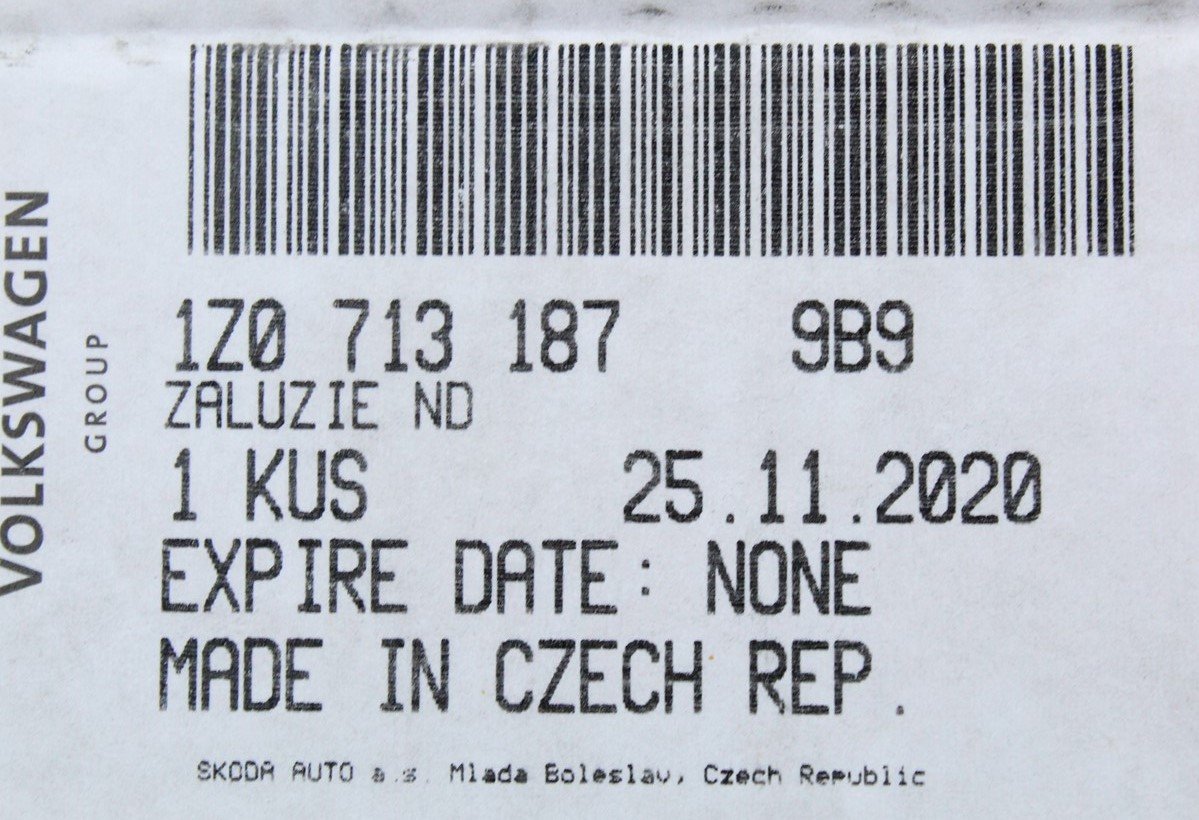 VOLKSWAGEN
GROUP
1Z0 713 187 9B9
ZALUZIE ND
1 KUS 25.11.2020
EXPIRE DATE: NONE
MADE IN CZECH REP.
SKODA AUTO a.s. Mlada Boleslav, Czech Republic